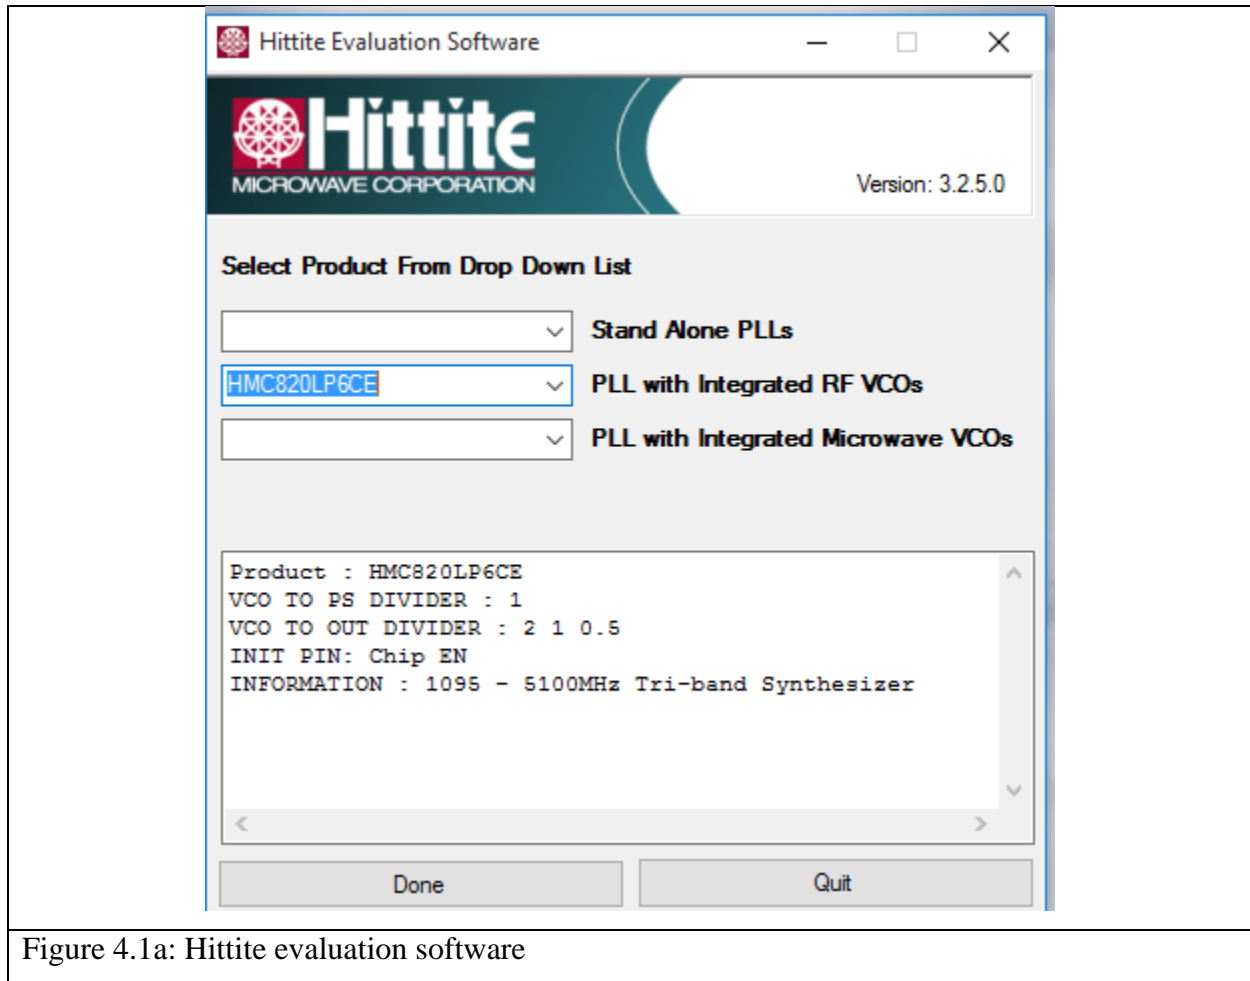 Hittite Evaluation Software
Hittite
MICROWAVE CORPORATION
Version: 3.2.5.0
Select Product From Drop Down List
Stand Alone PLLs
HMC820LP6CE PLL with Integrated RF VCOs
PLL with Integrated Microwave VCOs
Product : HMC820LP6CE
VCO TO PS DIVIDER : 1
VCO TO OUT DIVIDER : 2 1 0.5
INIT PIN: Chip EN
INFORMATION : 1095 - 5100MHz Tri-band Synthesizer
Done Quit
Figure 4.1a: Hittite evaluation software